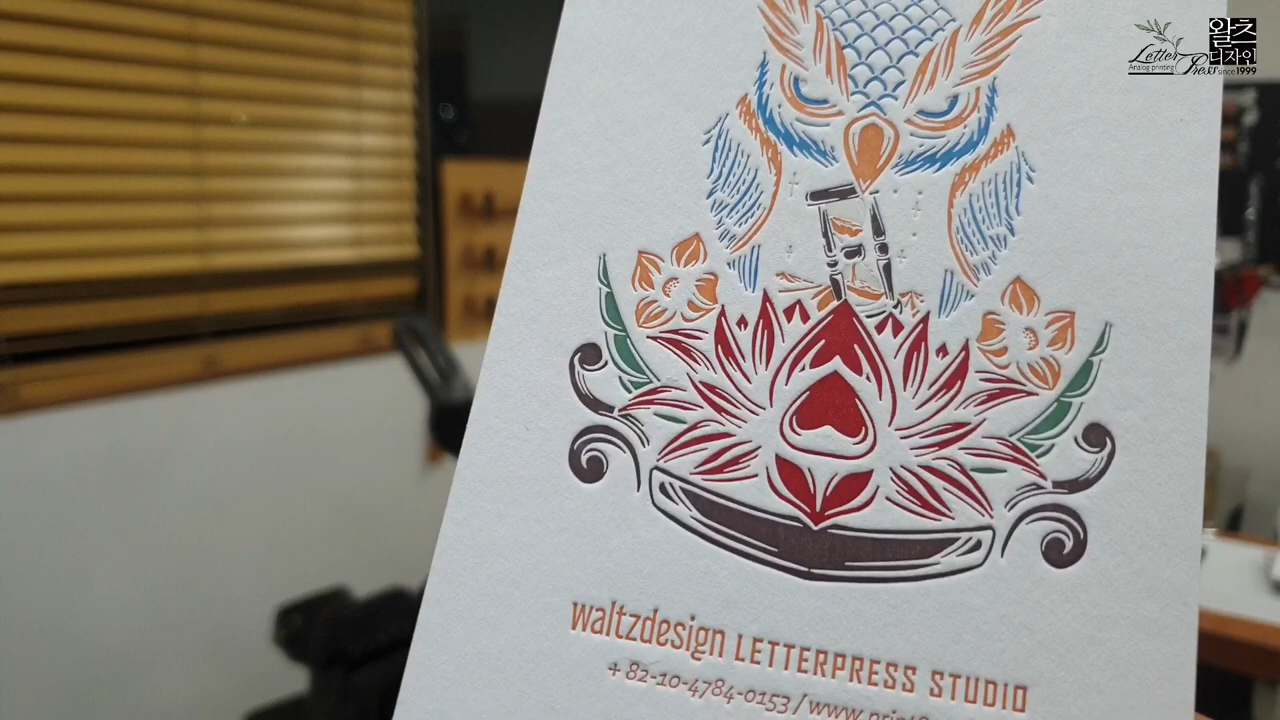 Letter
Analog printing
Press since 1999
왈츠
디자인
waltzdesign LETTERPRESS STUDIO
+ 82-10-4784-0153 / www.